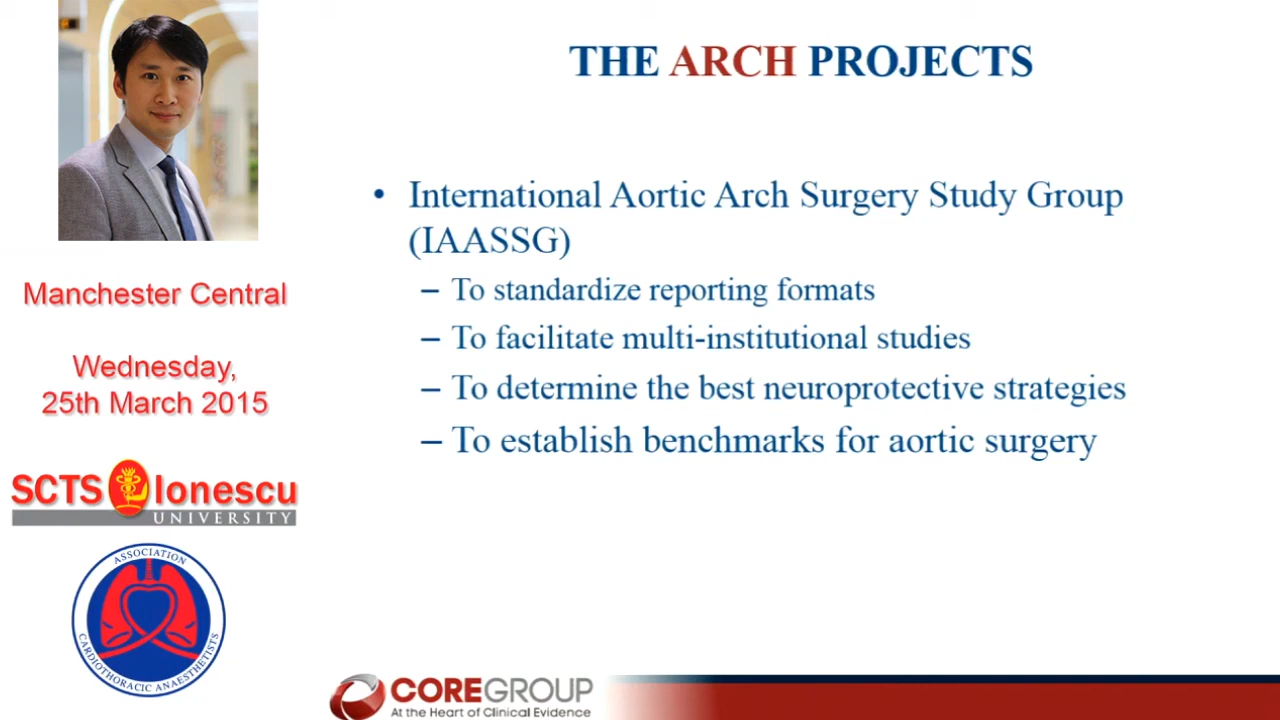 THE ARCH PROJECTS
• International Aortic Arch Surgery Study Group
(IAASSG)
– To standardize reporting formats
– To facilitate multi-institutional studies
– To determine the best neuroprotective strategies
– To establish benchmarks for aortic surgery
Manchester Central
Wednesday,
25th March 2015
SCTS Ionescu
UNIVERSITY
ASSOCIATION
CARDIOTHORACIC ANAESTHETISTS
COREGROUP
At the Heart of Clinical Evidence